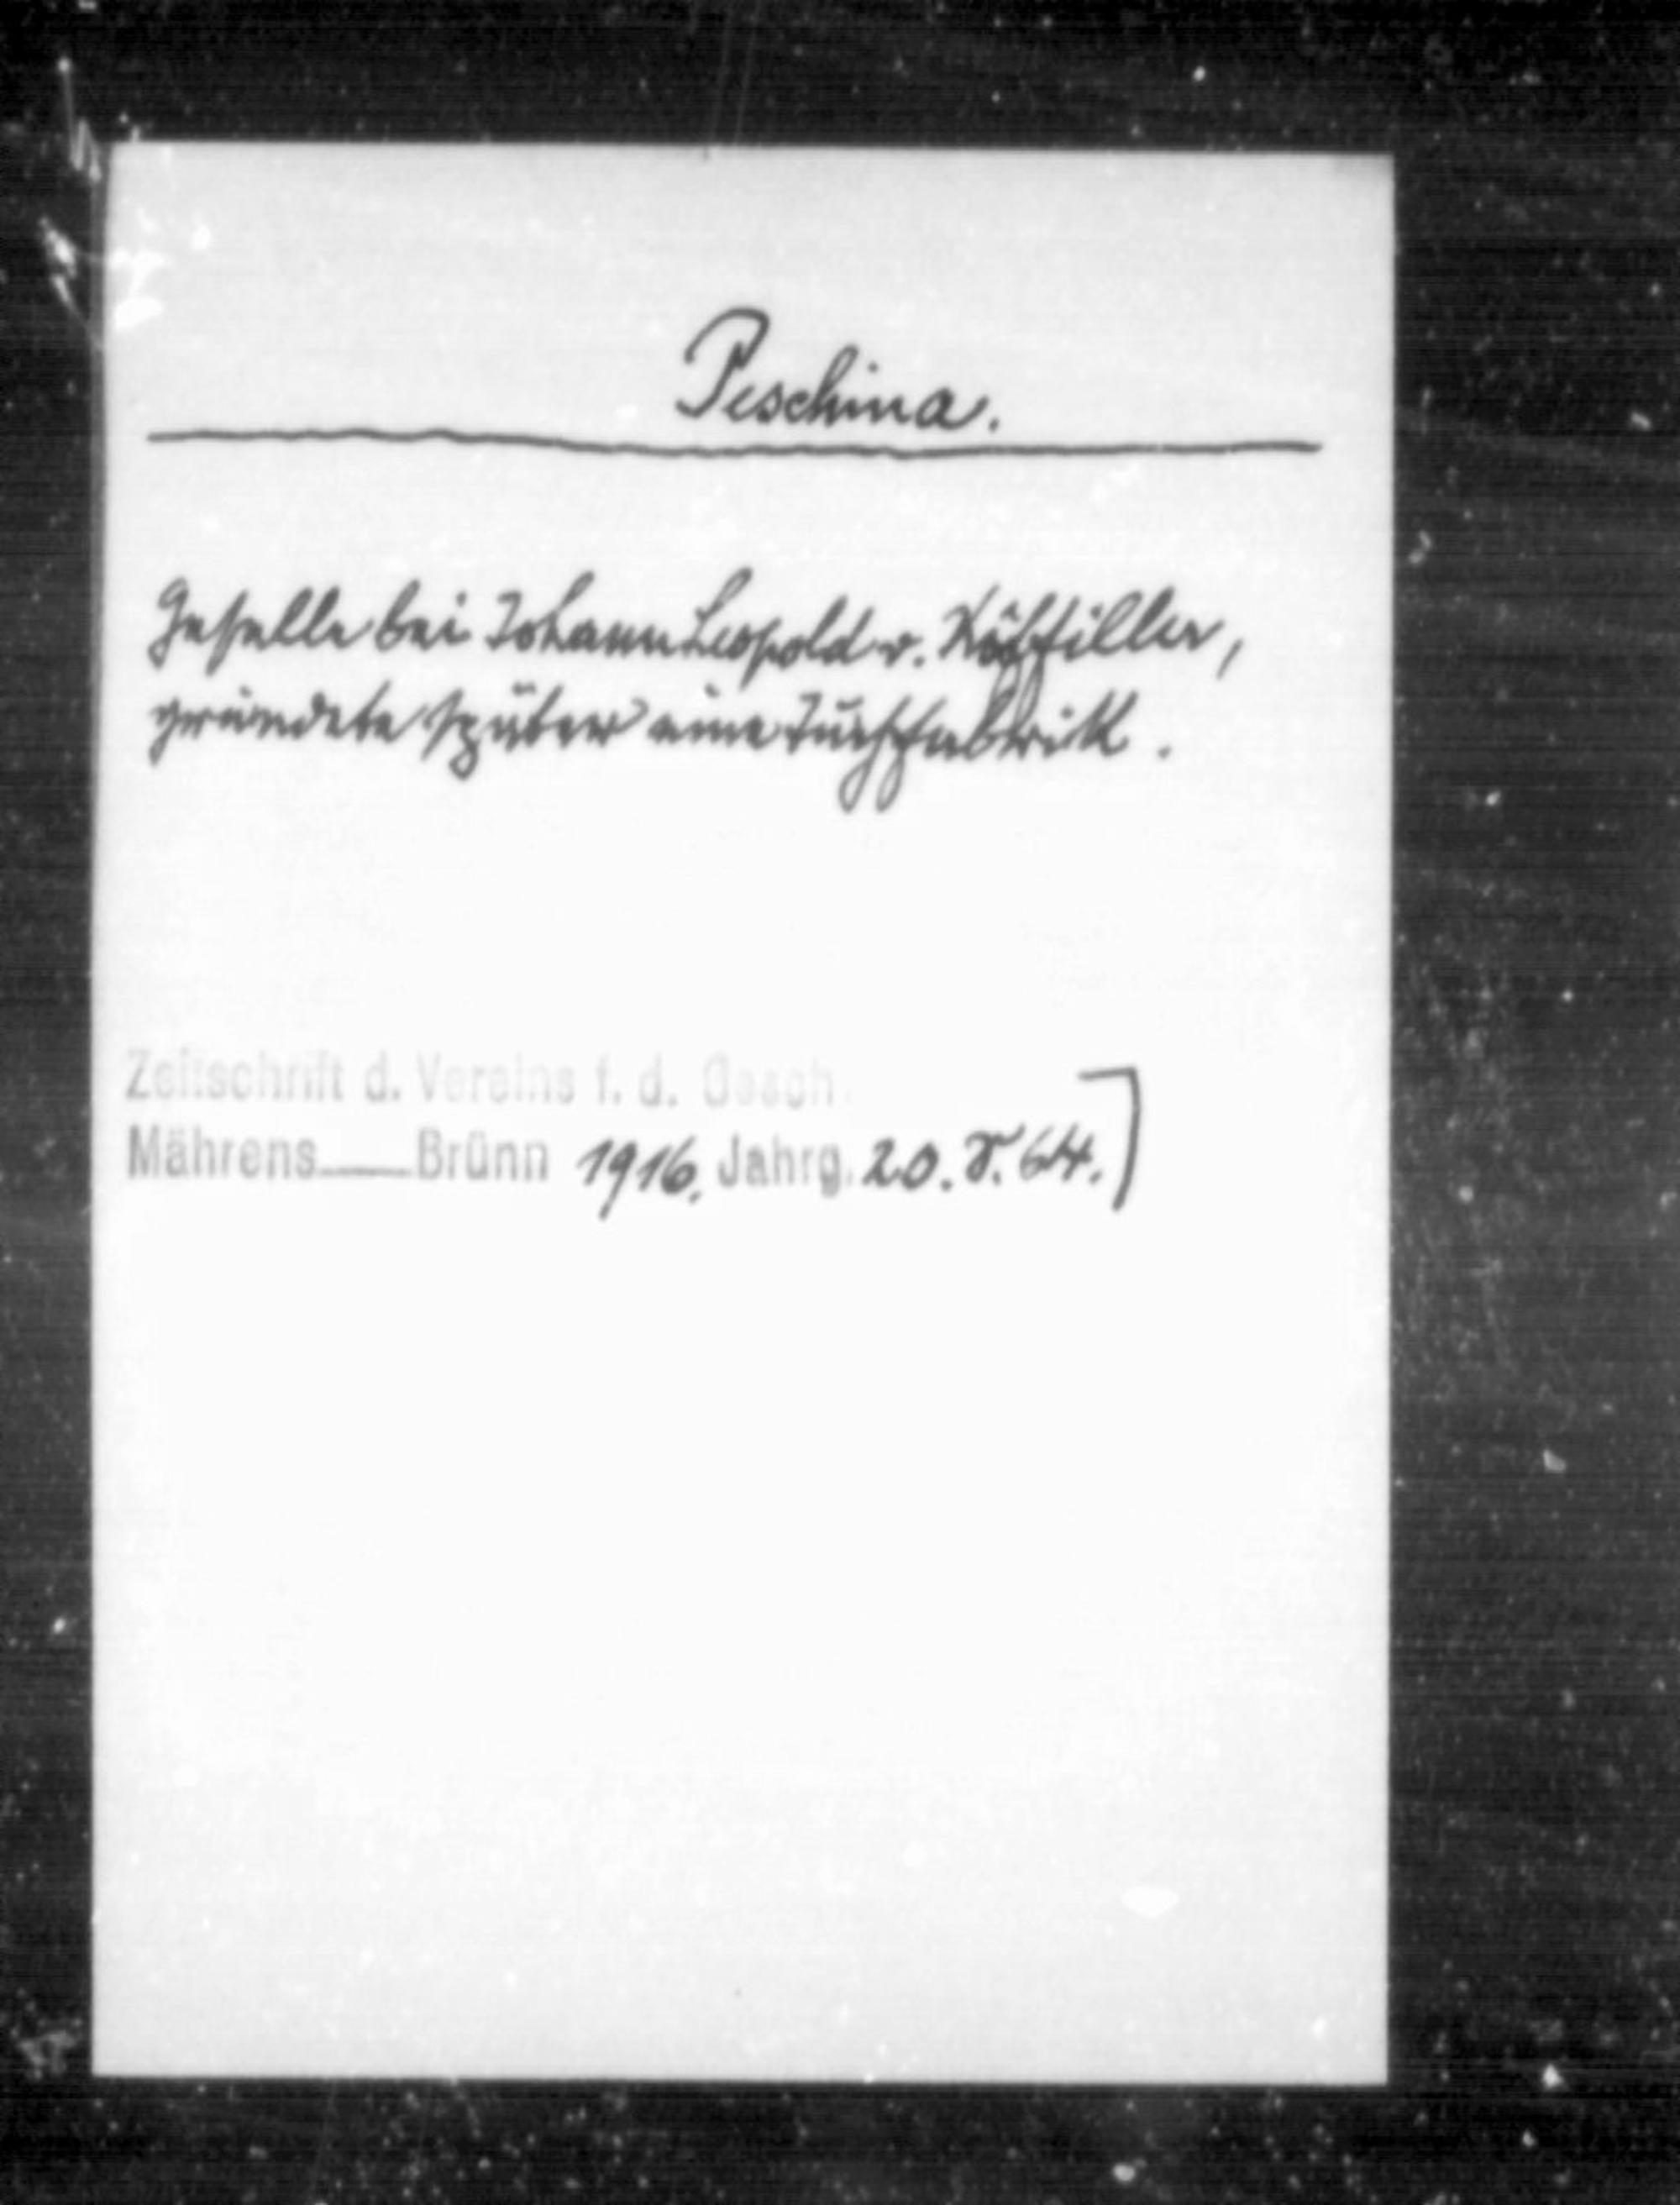 Peschina.
Geselle bei Johann Leopold v. Köffiller,
gründete später eine Tuchfabrik.
Zeitschrift d. Vereins f. d. Gesch.
Mährens Brünn 1916. Jahrg. 20. S. 64.]